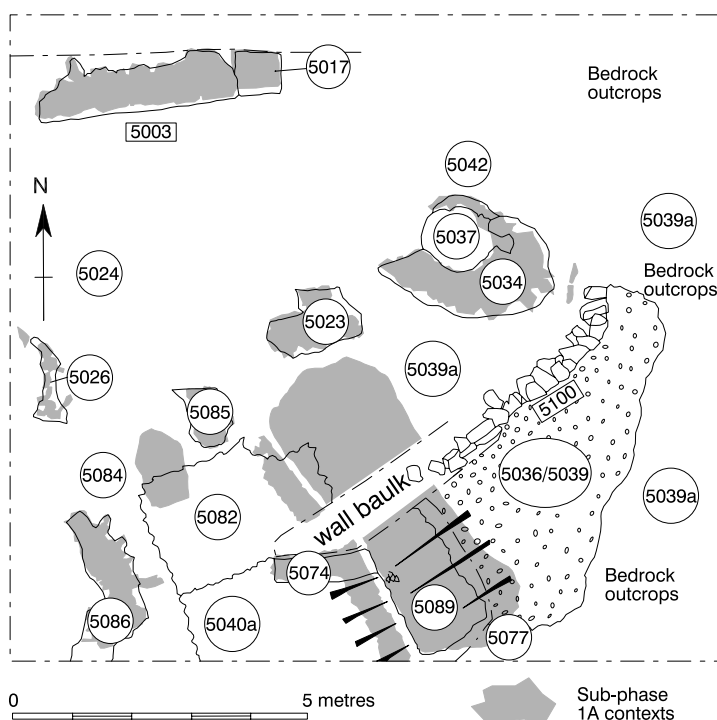 5017
Bedrock
outcrops
5003
5042
N
5037
5039a
5024
5034
Bedrock
outcrops
5023
5026
5039a
5085
5100
5084
5036/5039
5082
wall baulk
5039a
5074
5089
Bedrock
outcrops
5086
5040a
5077
0
5 metres
Sub-phase
1A contexts